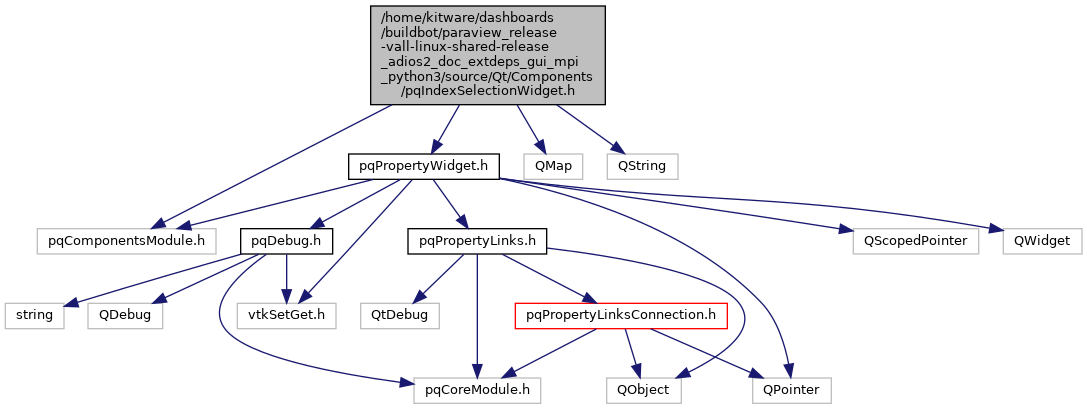 /home/kitware/dashboards
/buildbot/paraview_release
-vall-linux-shared-release
_adios2_doc_extdeps_gui_mpi
_python3/source/Qt/Components
/pqIndexSelectionWidget.h
pqPropertyWidget.h
QMap
QString
pqComponentsModule.h
pqDebug.h
pqPropertyLinks.h
QScopedPointer
QWidget
string
QDebug
vtkSetGet.h
QtDebug
pqPropertyLinksConnection.h
pqCoreModule.h
QObject
QPointer